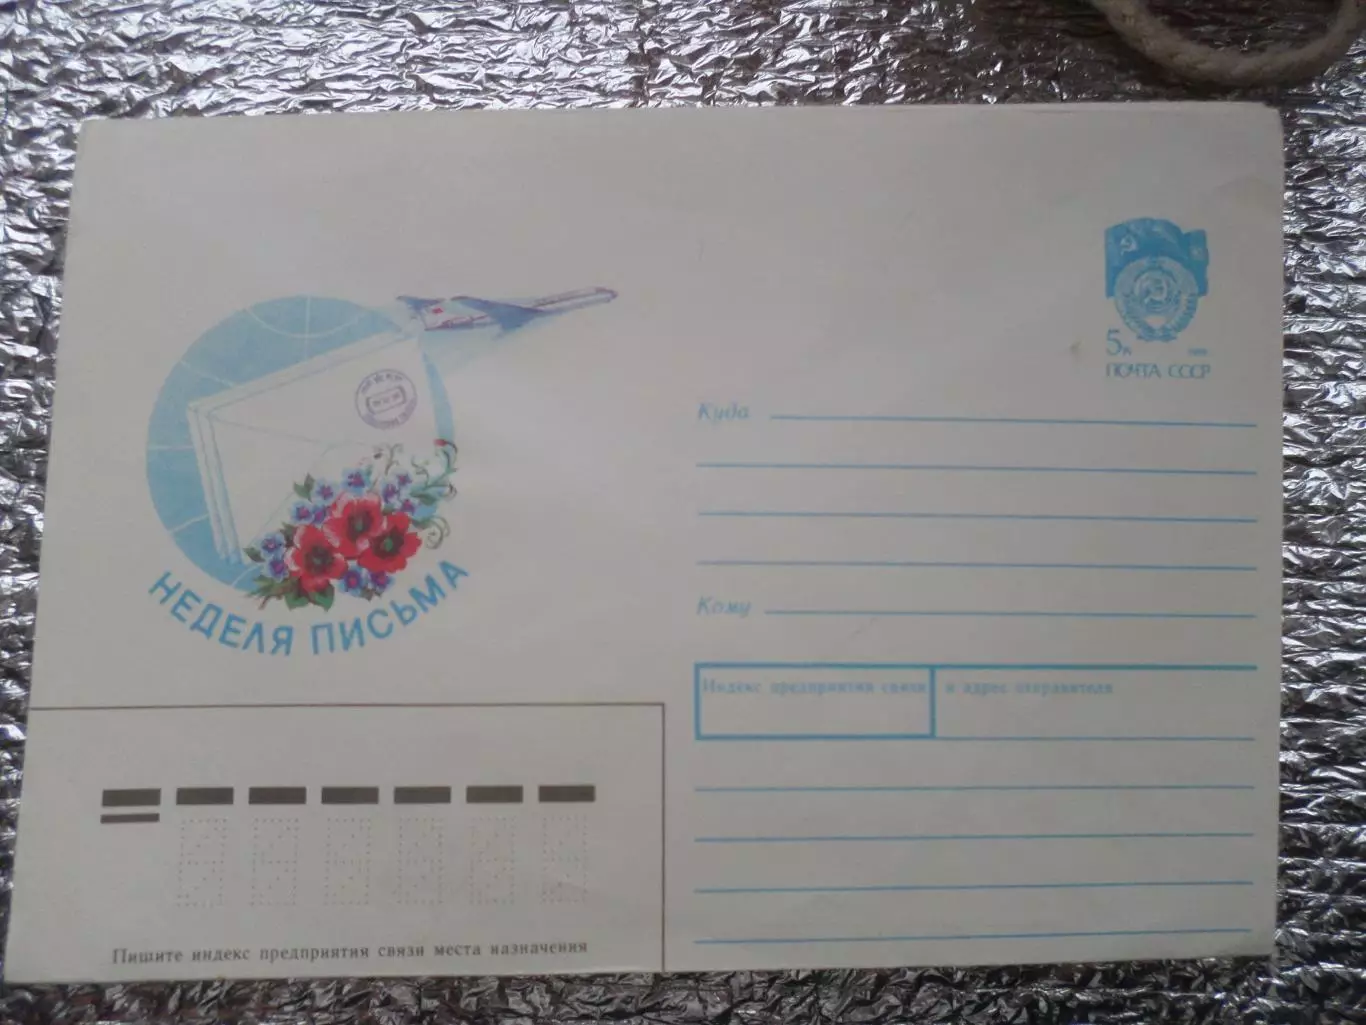 5к
ПОЧТА СССР
Куда
НЕДЕЛЯ ПИСЬМА
Кому
Индекс предприятия связи и адрес отправителя
Пишите индекс предприятия связи места назначения